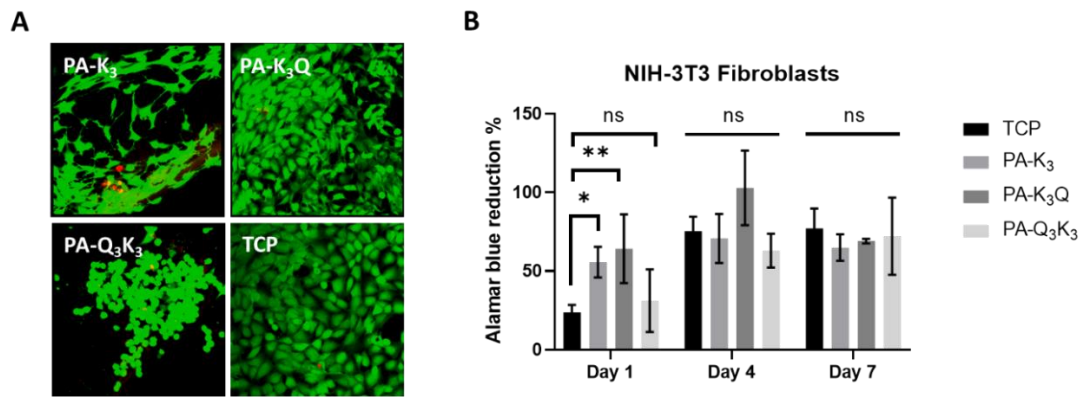 A
PA-K₃
PA-K₃Q
PA-Q₃K₃
TCP
B
NIH-3T3 Fibroblasts
Alamar blue reduction %
150
100
50
0
ns
**
*
ns
ns
Day 1
Day 4
Day 7
TCP
PA-K₃
PA-K₃Q
PA-Q₃K₃